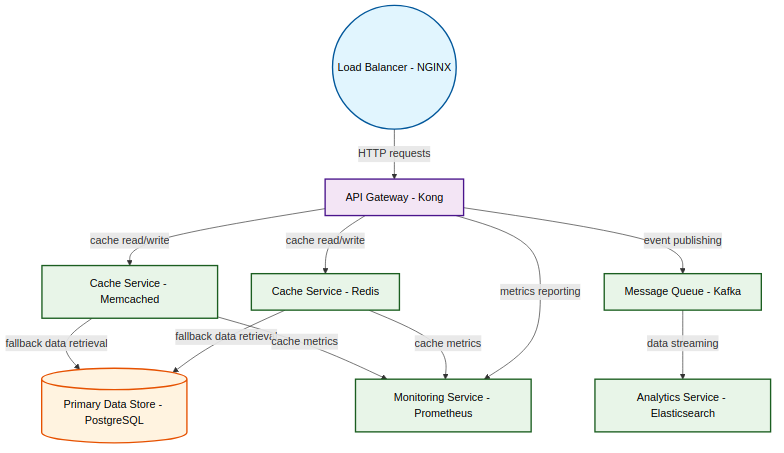 Load Balancer - NGINX
HTTP requests
API Gateway - Kong
cache read/write
cache read/write
event publishing
Cache Service -
Memcached
Cache Service - Redis
metrics reporting
Message Queue - Kafka
fallback data retrieval
fallback data retrieval
cache metrics
cache metrics
data streaming
Primary Data Store -
PostgreSQL
Monitoring Service -
Prometheus
Analytics Service -
Elasticsearch